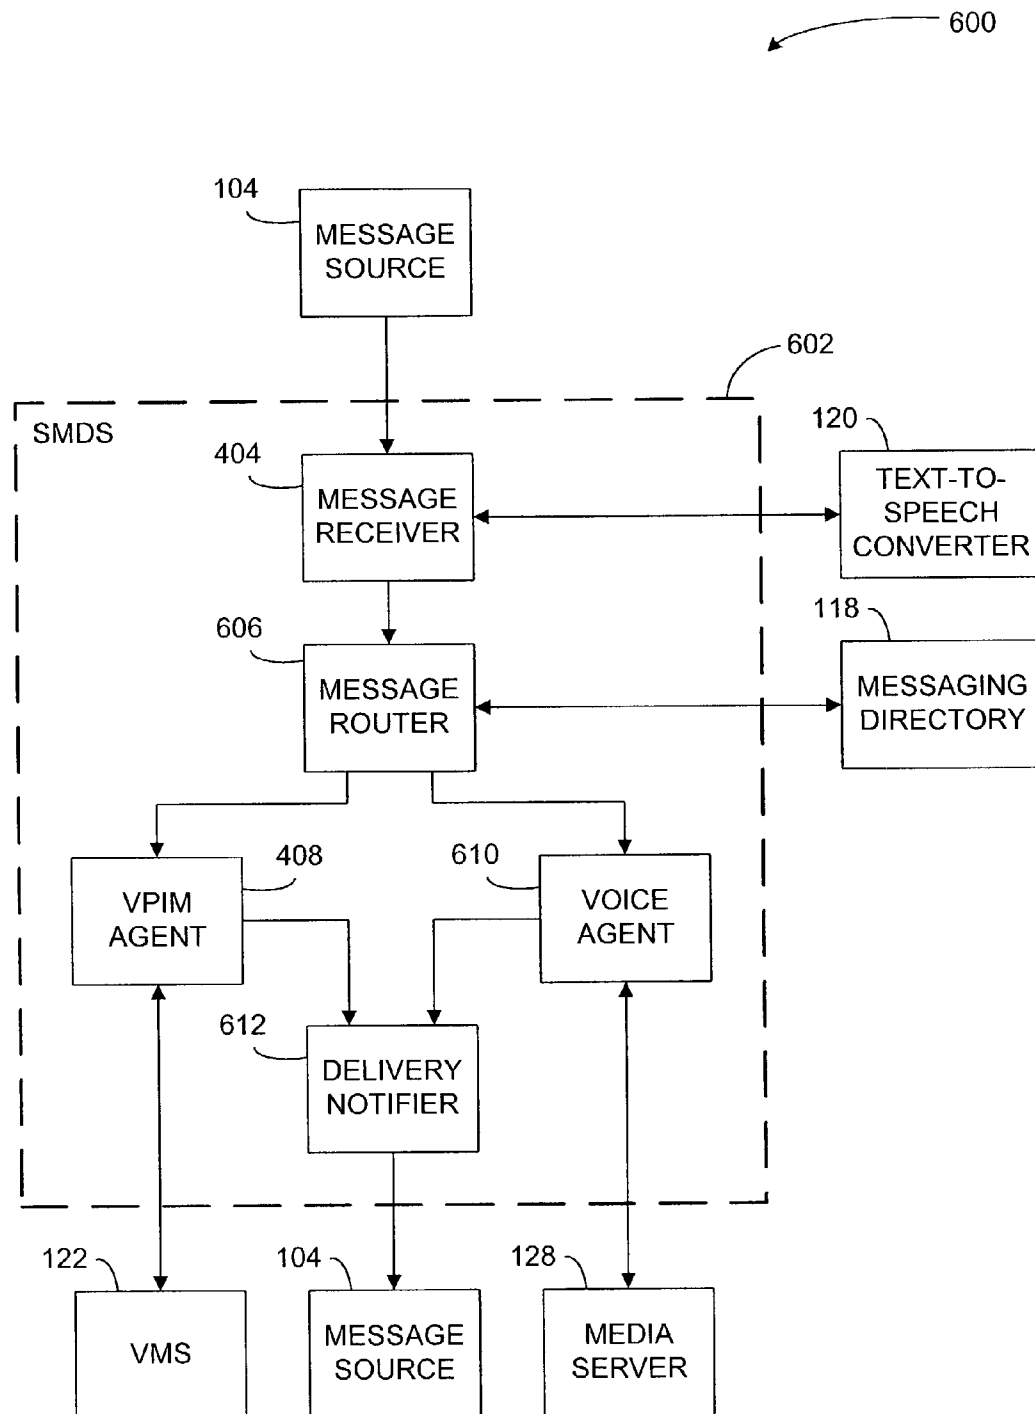 600
104
MESSAGE
SOURCE
602
SMDS
404
MESSAGE
RECEIVER
120
TEXT-TO-
SPEECH
CONVERTER
606
MESSAGE
ROUTER
118
MESSAGING
DIRECTORY
408
VPIM
AGENT
610
VOICE
AGENT
612
DELIVERY
NOTIFIER
122
VMS
104
MESSAGE
SOURCE
128
MEDIA
SERVER